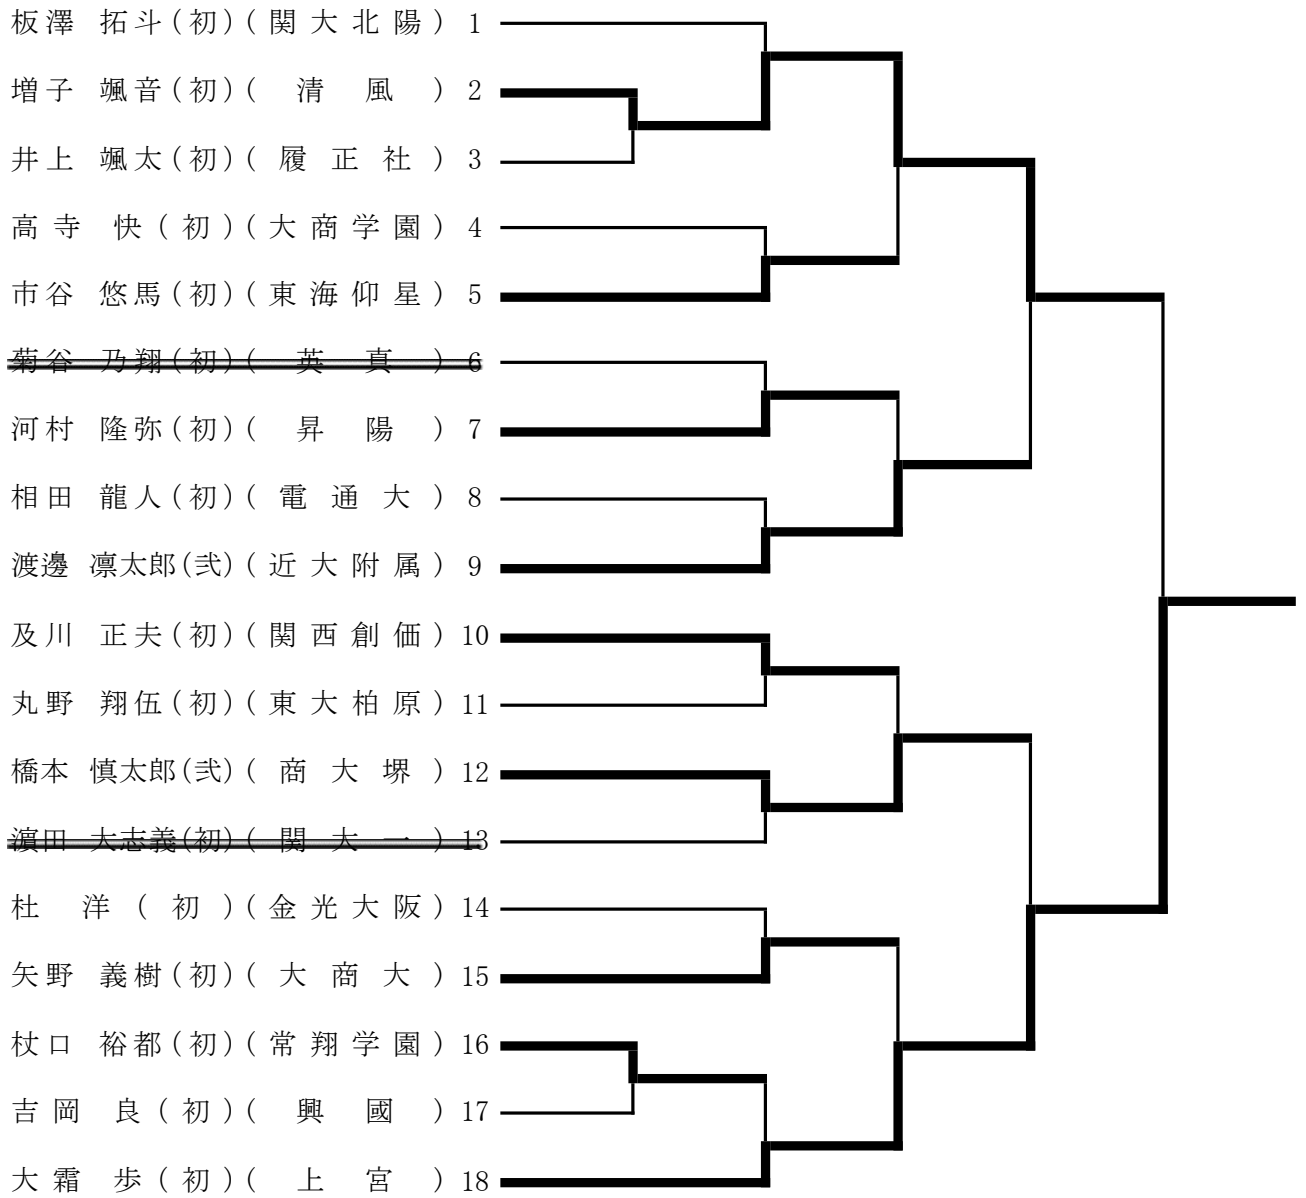 板澤 拓斗(初)(関大北陽) 1
増子 颯音(初)(清風) 2
井上 颯太(初)(履正社) 3
高寺 快(初)(大商学園) 4
市谷 悠馬(初)(東海仰星) 5
菊谷 乃翔(初)(英真) 6
河村 隆弥(初)(昇陽) 7
相田 龍人(初)(電通大) 8
渡邊 凛太郎(弐)(近大附属) 9
及川 正夫(初)(関西創価) 10
丸野 翔伍(初)(東大柏原) 11
橋本 慎太郎(弐)(商大堺) 12
濵田 大志義(初)(関大一) 13
杜 洋(初)(金光大阪) 14
矢野 義樹(初)(大商大) 15
杖口 裕都(初)(常翔学園) 16
吉岡 良(初)(興國) 17
大霜 歩(初)(上宮) 18